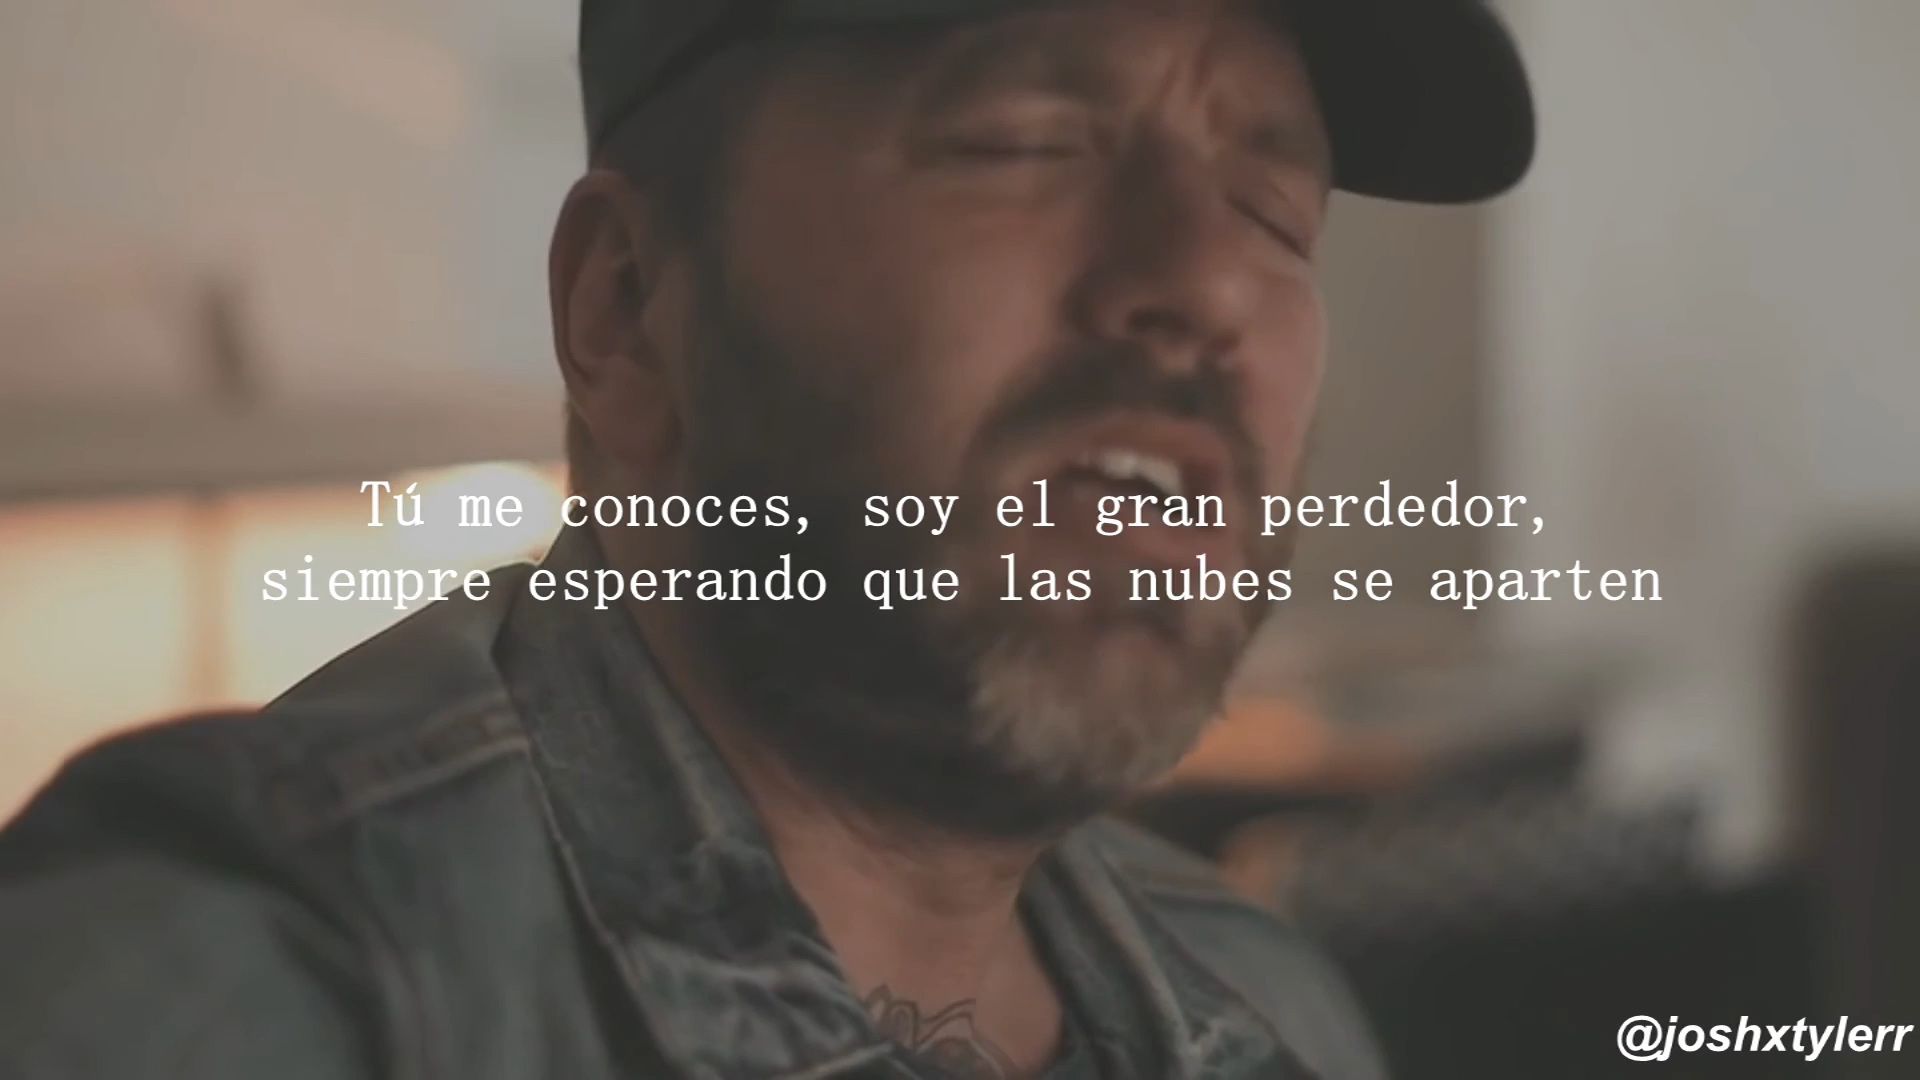 Tú me conoces, soy el gran perdedor,
siempre esperando que las nubes se aparten
@joshxtylerr